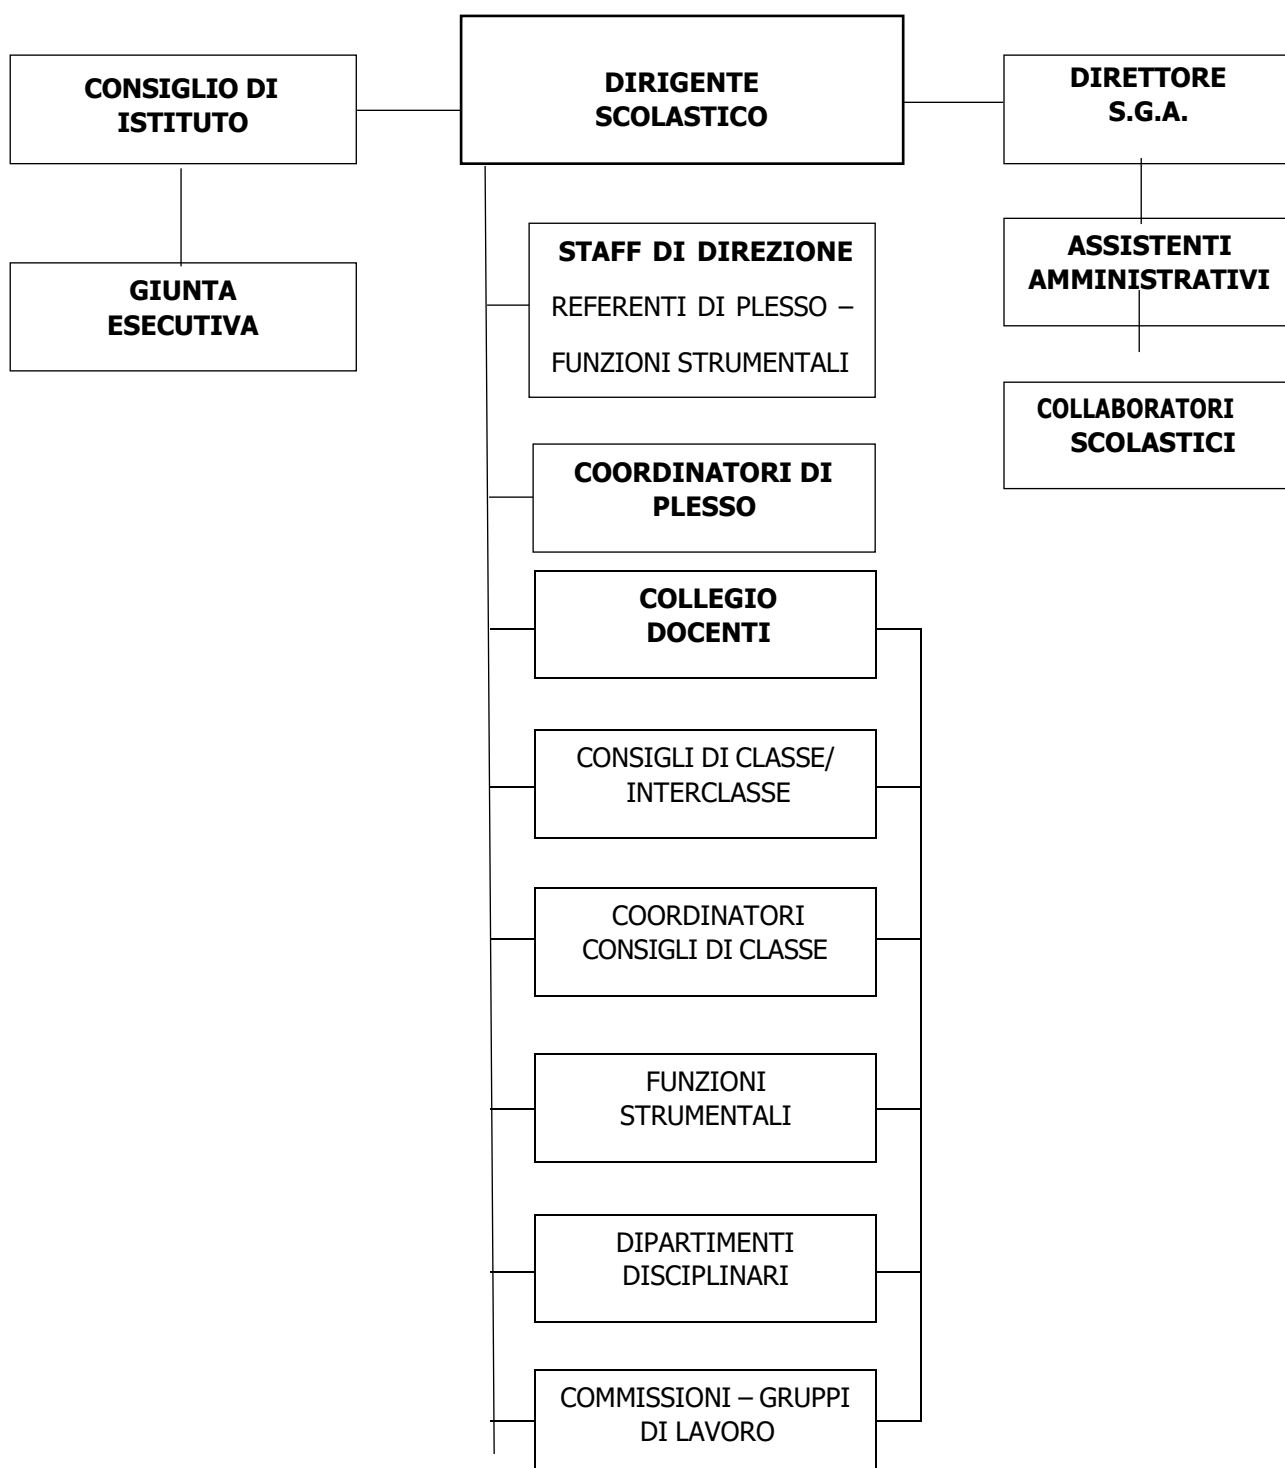 CONSIGLIO DI
ISTITUTO
DIRIGENTE
SCOLASTICO
DIRETTORE
S.G.A.
GIUNTA
ESECUTIVA
STAFF DI DIREZIONE
REFERENTI DI PLESSO –
FUNZIONI STRUMENTALI
ASSISTENTI
AMMINISTRATIVI
COLLABORATORI
SCOLASTICI
COORDINATORI DI
PLESSO
COLLEGIO
DOCENTI
CONSIGLI DI CLASSE/
INTERCLASSE
COORDINATORI
CONSIGLI DI CLASSE
FUNZIONI
STRUMENTALI
DIPARTIMENTI
DISCIPLINARI
COMMISSIONI – GRUPPI
DI LAVORO